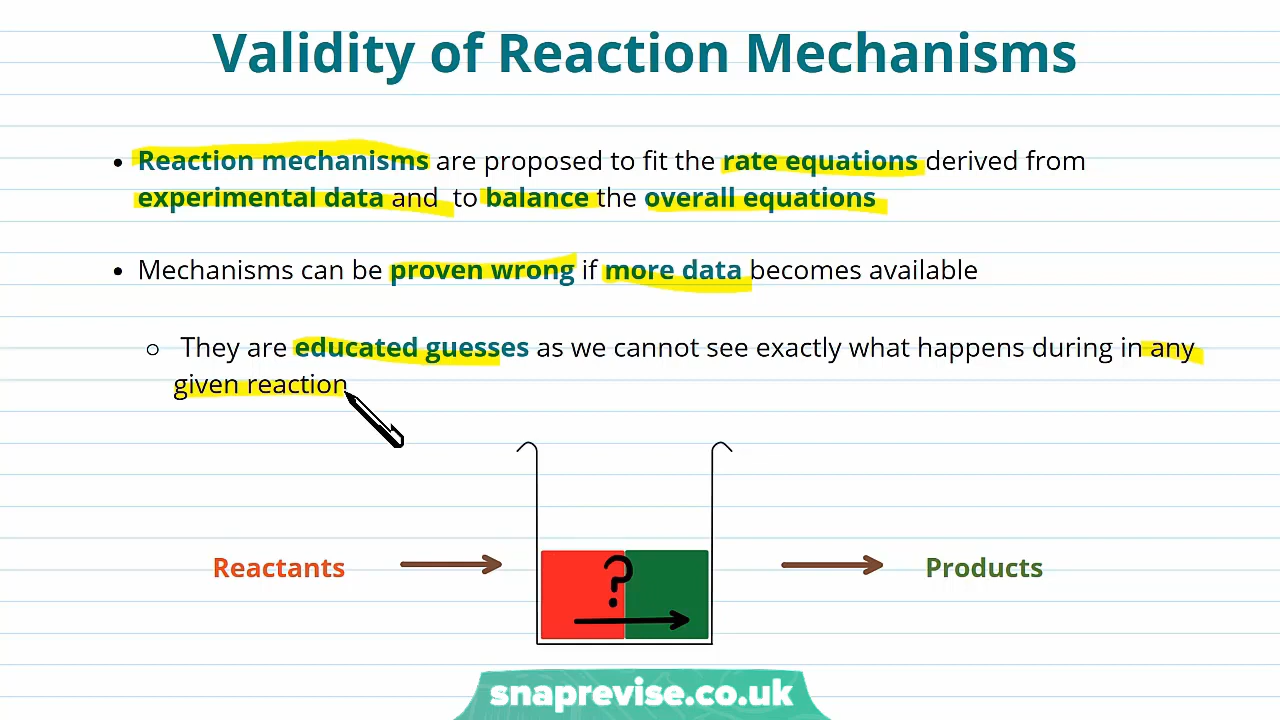 Validity of Reaction Mechanisms
• Reaction mechanisms are proposed to fit the rate equations derived from
experimental data and to balance the overall equations
• Mechanisms can be proven wrong if more data becomes available
○ They are educated guesses as we cannot see exactly what happens during in any
given reaction
?
Reactants
Products
snaprevise.co.uk